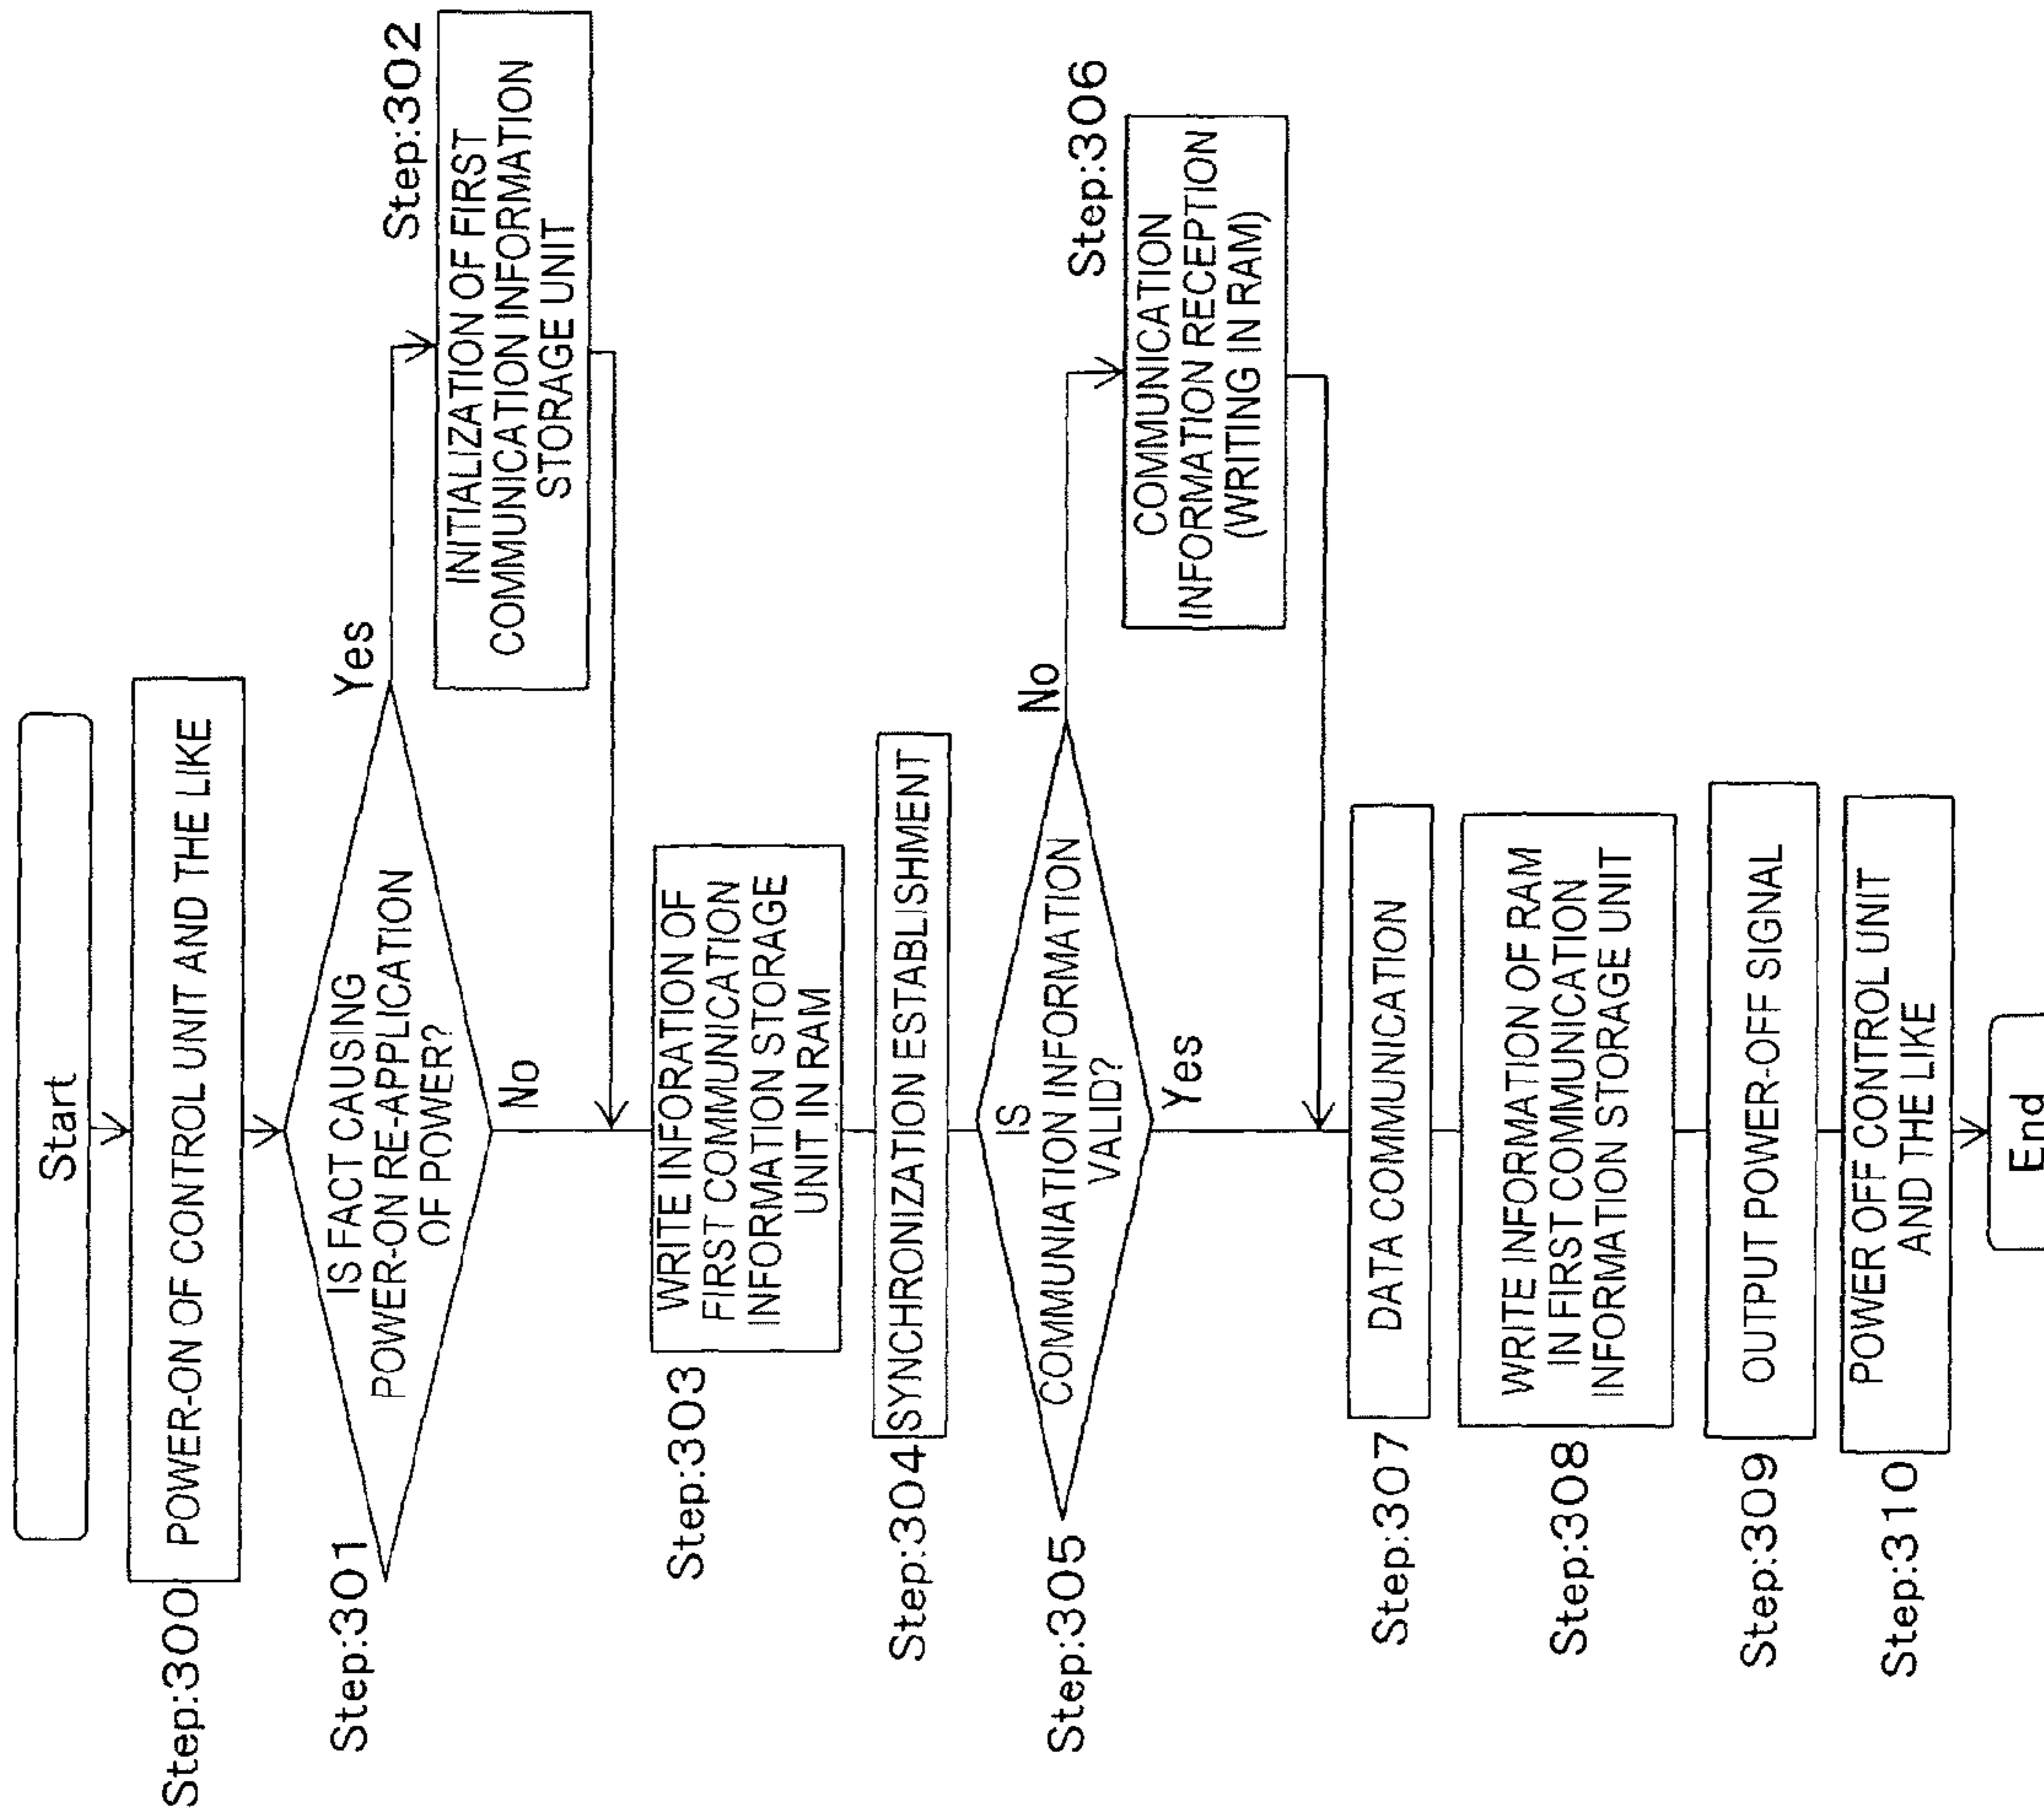 Start
Step:300
POWER-ON OF CONTROL UNIT AND THE LIKE
Step:301
IS FACT CAUSING
POWER-ON RE-APPLICATION
OF POWER?
Yes
No
Step:302
INITIALIZATION OF FIRST
COMMUNICATION INFORMATION
STORAGE UNIT
Step:303
WRITE INFORATION OF
FIRST COMMUNICATION
INFORMATION STORAGE
UNIT IN RAM
Step:304
SYNCHRONIZATION ESTABLISHMENT
Step:305
IS
COMMUNIATION INFORMATION
VALID?
No
Yes
Step:306
COMMUNICATION
INFORMATION RECEPTION
(WRITING IN RAM)
Step:307
DATA COMMUNICATION
Step:308
WRITE INFORMATION OF RAM
IN FIRST COMMUNICATION
INFORMATION STORAGE UNIT
Step:309
OUTPUT POWER-OFF SIGNAL
Step:310
POWER OFF CONTROL UNIT
AND THE LIKE
End